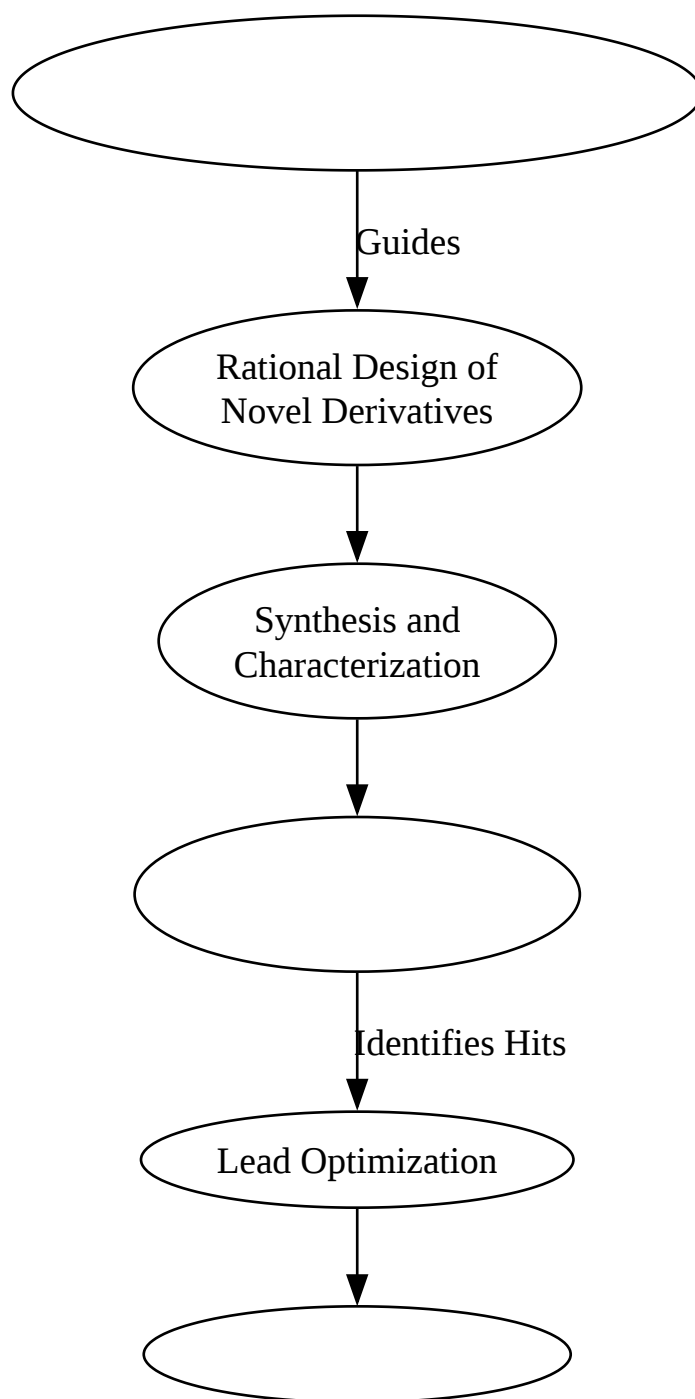 Guides
Rational Design of
Novel Derivatives
Synthesis and
Characterization
Identifies Hits
Lead Optimization